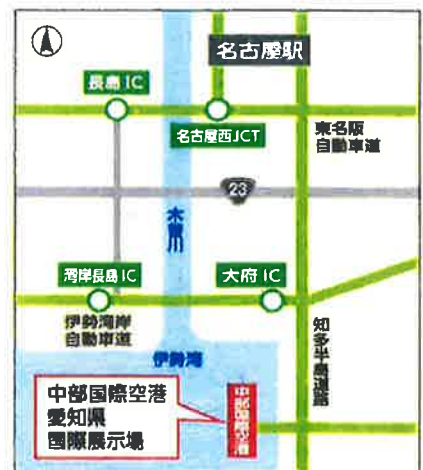 名古屋駅
長島IC
名古屋西JCT
東名阪
自動車道
23
木曽川
湾岸長島IC
大府IC
伊勢湾岸
自動車道
伊勢湾
知多半島道路
中部国際空港
愛知県
国際展示場
中部国際空港